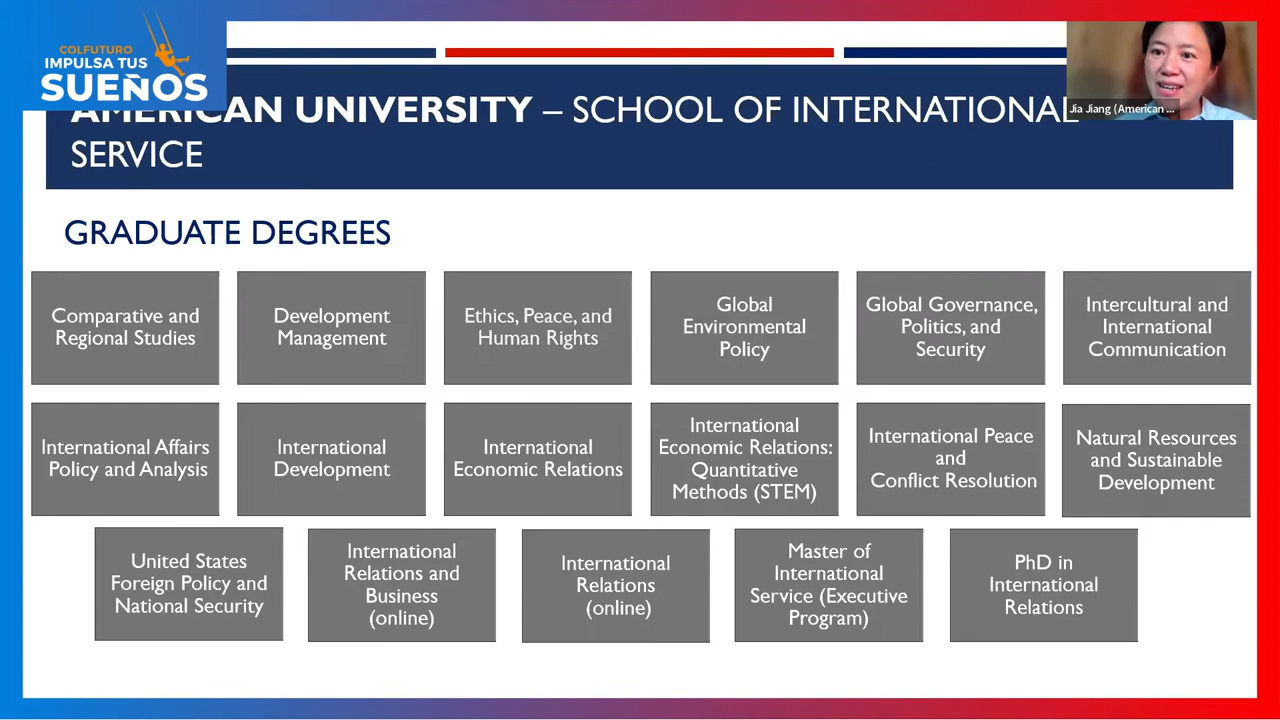 COLFUTURO
IMPULSA TUS
SUEÑOS
AMERICAN UNIVERSITY – SCHOOL OF INTERNATIONAL
SERVICE
Jia Jiang (American ...
GRADUATE DEGREES
Comparative and
Regional Studies
Development
Management
Ethics, Peace, and
Human Rights
Global
Environmental
Policy
Global Governance,
Politics, and
Security
Intercultural and
International
Communication
International Affairs
Policy and Analysis
International
Development
International
Economic Relations
International
Economic Relations:
Quantitative
Methods (STEM)
International Peace
and
Conflict Resolution
Natural Resources
and Sustainable
Development
United States
Foreign Policy and
National Security
International
Relations and
Business
(online)
International
Relations
(online)
Master of
International
Service (Executive
Program)
PhD in
International
Relations